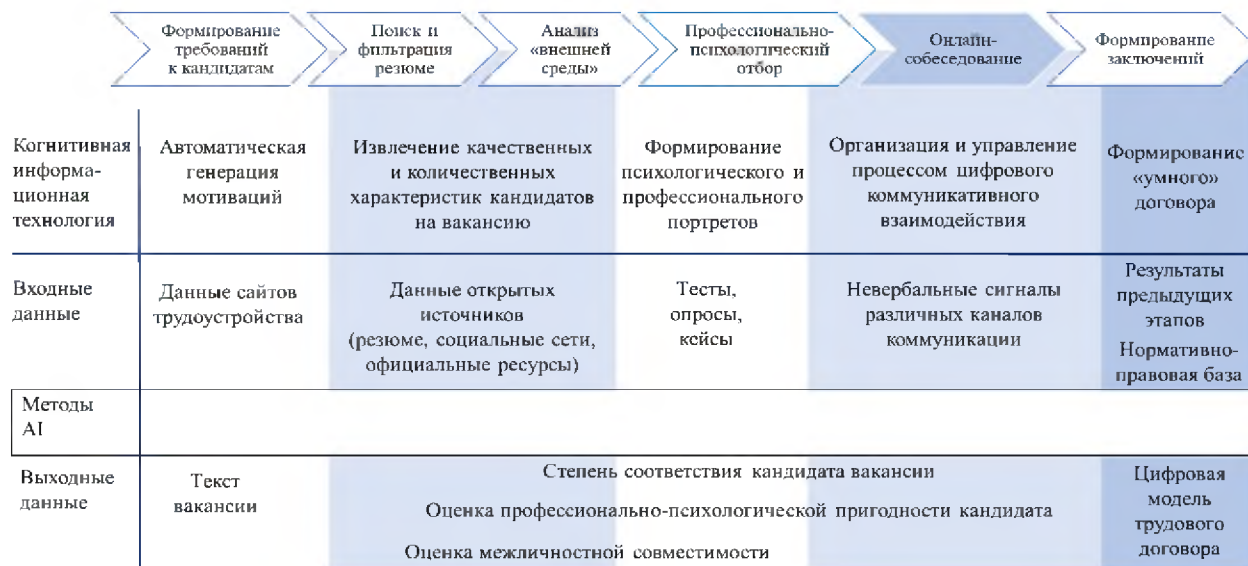 Формирование
требований
к кандидатам
Поиск и
фильтрация
резюме
Анализ
«внешней
среды»
Профессионально-
психологический
отбор
Онлайн-
собеседование
Формирование
заключений
Когнитивная
информа-
ционная
технология
Автоматическая
генерация
мотиваций
Извлечение качественных
и количественных
характеристик кандидатов
на вакансию
Формирование
психологического и
профессионального
портретов
Организация и управление
процессом цифрового
коммуникативного
взаимодействия
Формирование
«умного»
договора
Входные
данные
Данные сайтов
трудоустройства
Данные открытых
источников
(резюме, социальные сети,
официальные ресурсы)
Тесты,
опросы,
кейсы
Невербальные сигналы
различных каналов
коммуникации
Результаты
предыдущих
этапов
Нормативно-
правовая база
Методы
AI
Выходные
данные
Текст
вакансии
Степень соответствия кандидата вакансии
Оценка профессионально-психологической пригодности кандидата
Оценка межличностной совместимости
Цифровая
модель
трудового
договора